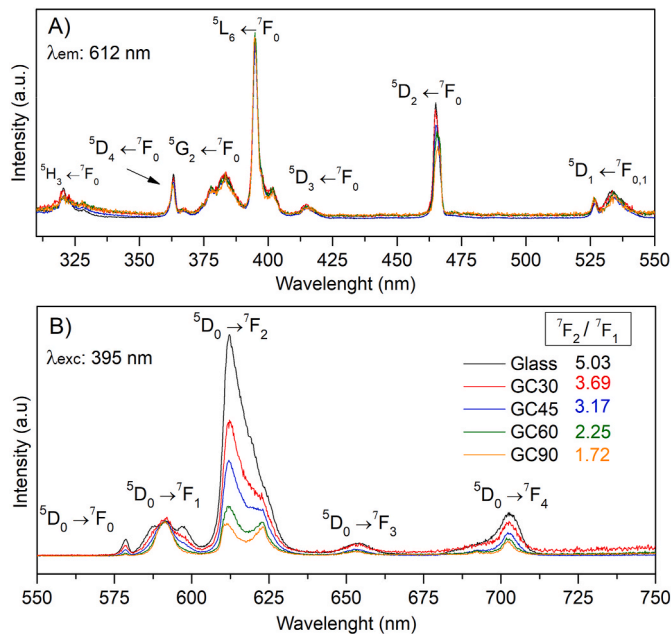 A)
λem: 612 nm
⁵L₆ ←⁷F₀
⁵D₂ ←⁷F₀
⁵D₄ ←⁷F₀
⁵G₂ ←⁷F₀
⁵H₃ ←⁷F₀
⁵D₃ ←⁷F₀
⁵D₁ ←⁷F₀,₁
Intensity (a.u.)
325 350 375 400 425 450 475 500 525 550
Wavelenght (nm)
B)
λexc: 395 nm
⁵D₀ →⁷F₂
⁷F₂ / ⁷F₁
Glass 5.03
GC30 3.69
GC45 3.17
GC60 2.25
GC90 1.72
⁵D₀ →⁷F₁
⁵D₀ →⁷F₄
⁵D₀ →⁷F₀
⁵D₀ →⁷F₃
Intensity (a.u)
550 575 600 625 650 675 700 725 750
Wavelenght (nm)